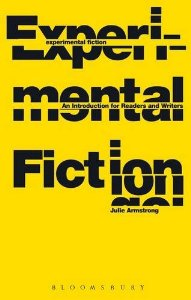 Experi-
experimental fiction
mental
An Introduction for Readers and Writers
Fiction
Julie Armstrong
BLOOMSBURY